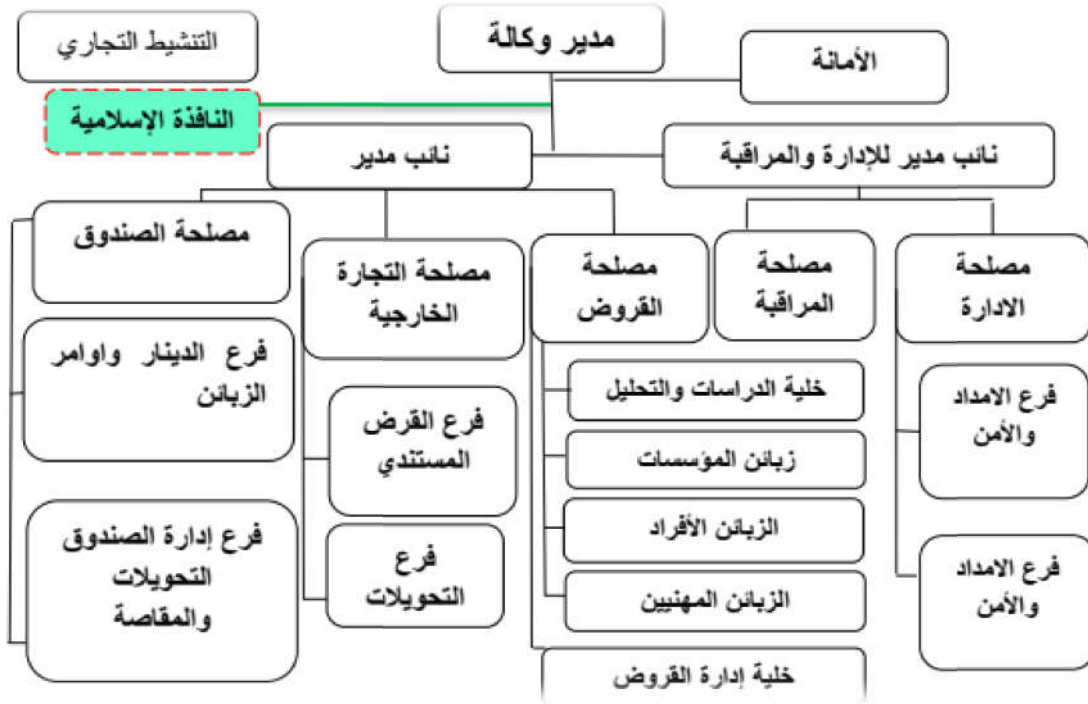 مدير وكالة
التنشيط التجاري
الأمانة
النافذة الإسلامية
نائب مدير للإدارة والمراقبة
نائب مدير
مصلحة
الادارة
مصلحة
المراقبة
مصلحة
القروض
مصلحة التجارة
الخارجية
مصلحة الصندوق
فرع الامداد
والأمن
فرع الامداد
والأمن
خلية الدراسات والتحليل
زبائن المؤسسات
الزبائن الأفراد
الزبائن المهنيين
خلية إدارة القروض
فرع القرض
المستندي
فرع
التحويلات
فرع الدينار واوامر
الزبائن
فرع إدارة الصندوق
التحويلات
والمقاصة